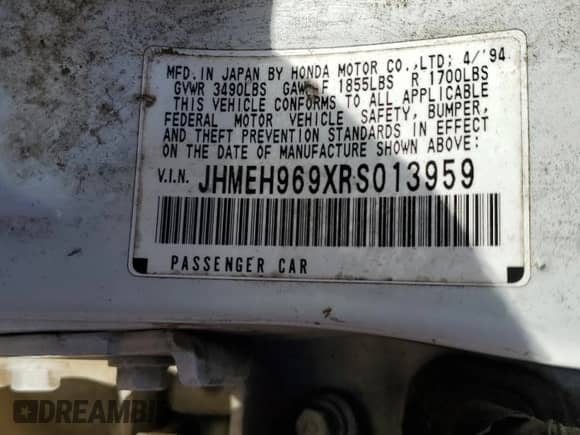 MFD.IN JAPAN BY HONDA MOTOR CO.,LTD; 4/'94
GVWR 3490LBS GAWR F 1855LBS R 1700LBS
THIS VEHICLE CONFORMS TO ALL APPLICABLE
FEDERAL MOTOR VEHICLE SAFETY, BUMPER,
AND THEFT PREVENTION STANDARDS IN EFFECT
ON THE DATE OF MANUFACTURE SHOWN ABOVE:
V.I.N. JHMEH969XRS013959
PASSENGER CAR
DREAMBI